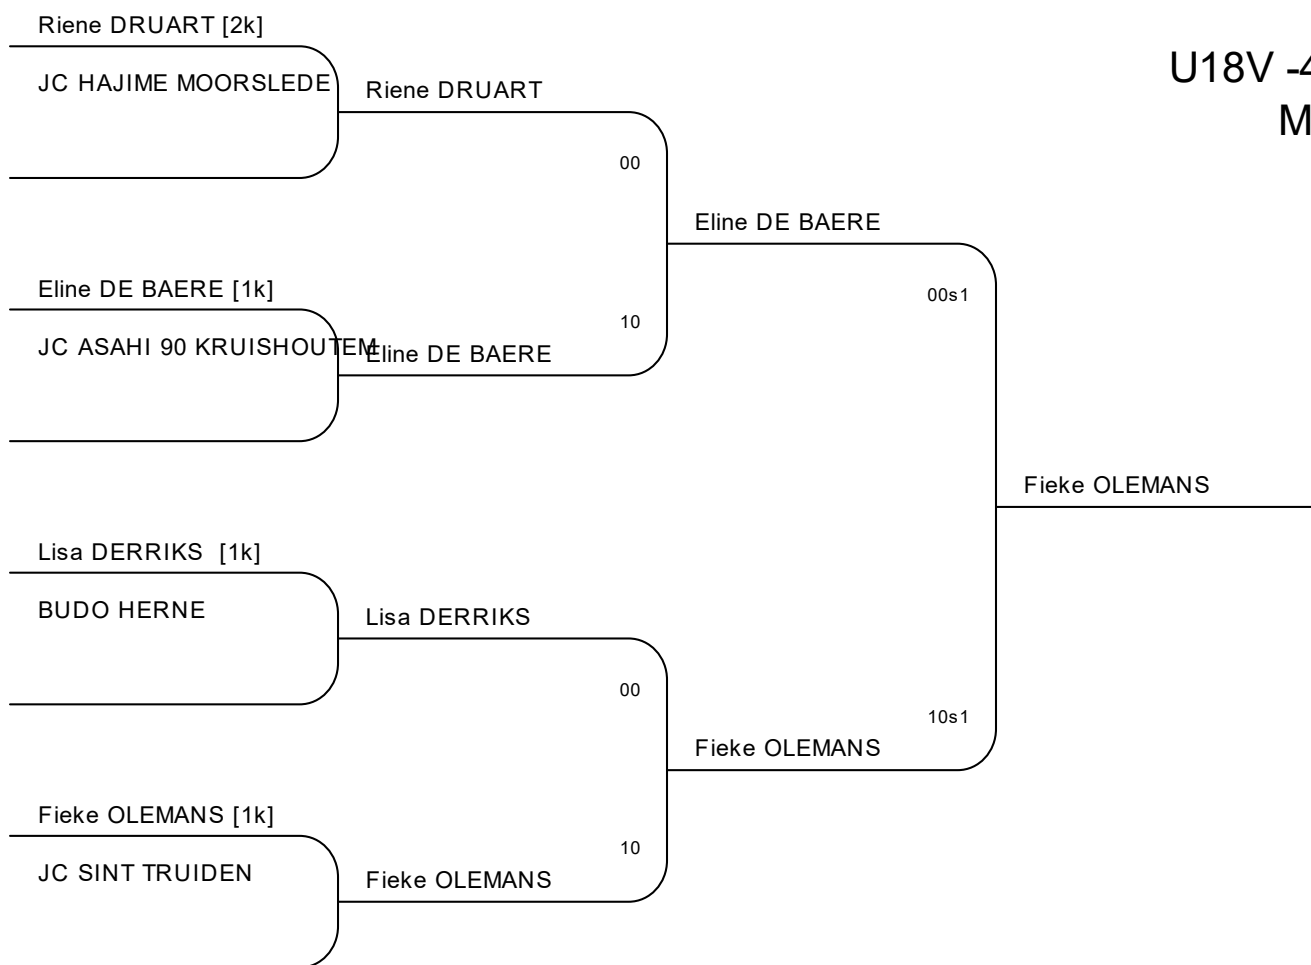 Riene DRUART [2k]
JC HAJIME MOORSLEDE
Riene DRUART
U18V -4
M
00
Eline DE BAERE
Eline DE BAERE [1k]
00s1
10
JC ASAHI 90 KRUISHOUTEM
Eline DE BAERE
Fieke OLEMANS
Lisa DERRIKS [1k]
BUDO HERNE
Lisa DERRIKS
00
10s1
Fieke OLEMANS
Fieke OLEMANS [1k]
10
JC SINT TRUIDEN
Fieke OLEMANS